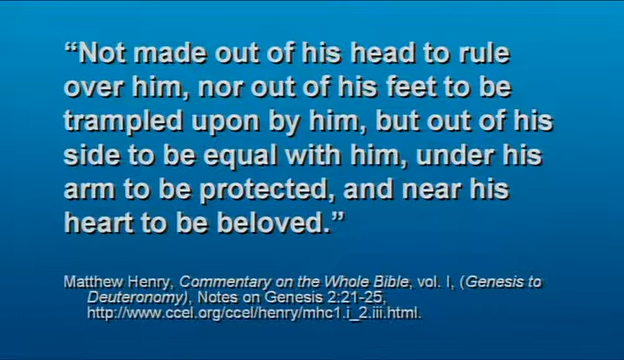 “Not made out of his head to rule
over him, nor out of his feet to be
trampled upon by him, but out of his
side to be equal with him, under his
arm to be protected, and near his
heart to be beloved.”
Matthew Henry, Commentary on the Whole Bible, vol. I, (Genesis to
Deuteronomy), Notes on Genesis 2:21-25,
http://www.ccel.org/ccel/henry/mhc1.i_2.iii.html.